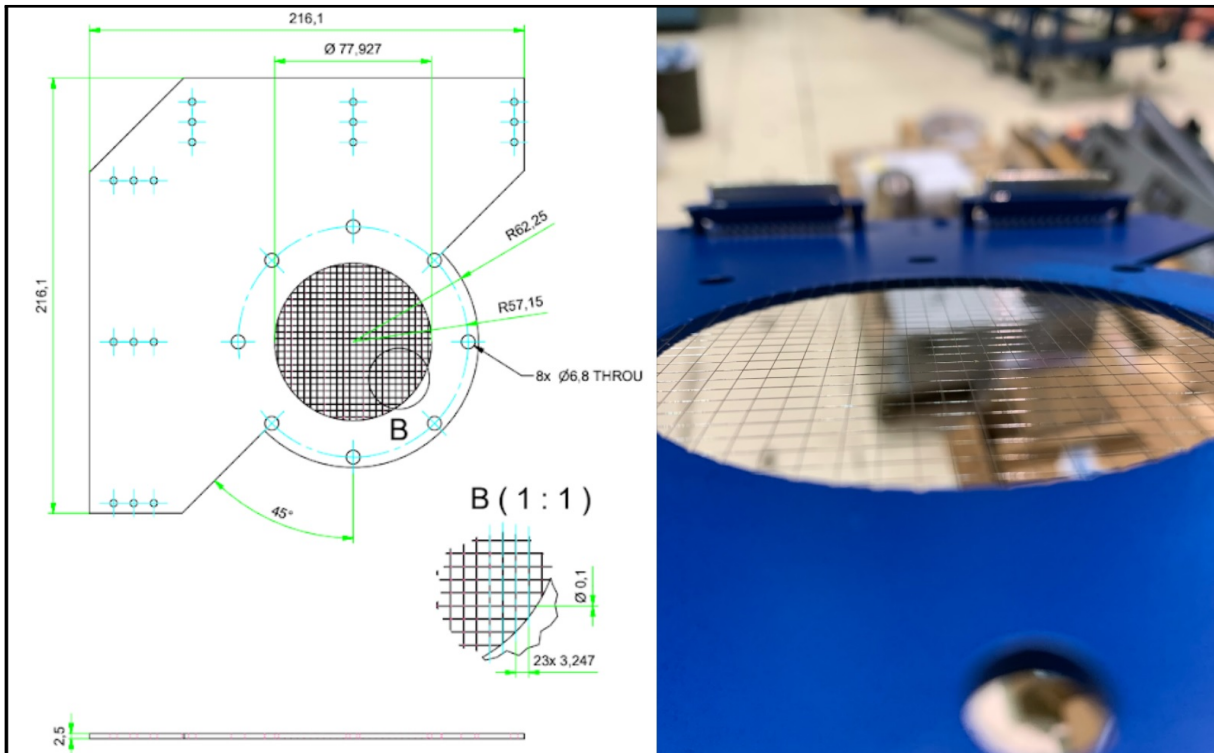 216,1
Ø 77,927
R62,25
216,1
R57,15
8x Ø6,8 THROU
B
45°
B ( 1 : 1 )
Ø 0,1
23x 3,247
2,5